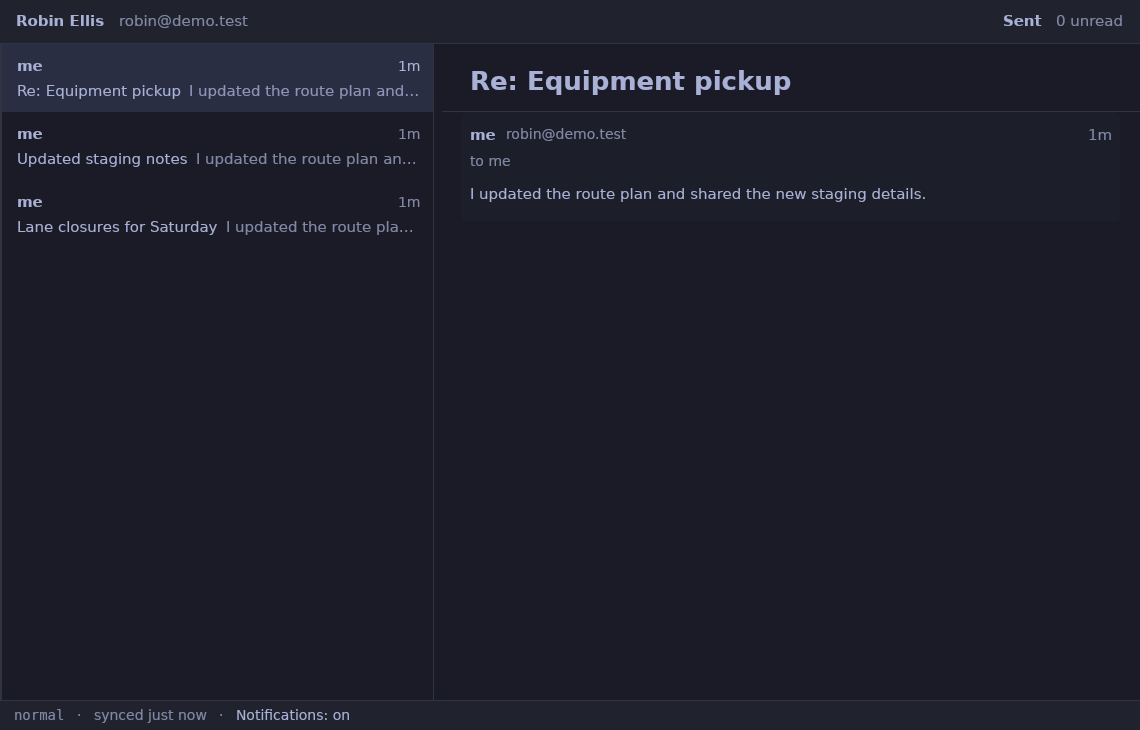 Robin Ellis robin@demo.test Sent 0 unread
me 1m
Re: Equipment pickup I updated the route plan and…
me 1m
Updated staging notes I updated the route plan an…
me 1m
Lane closures for Saturday I updated the route pla…
Re: Equipment pickup
me robin@demo.test 1m
to me
I updated the route plan and shared the new staging details.
normal · synced just now · Notifications: on